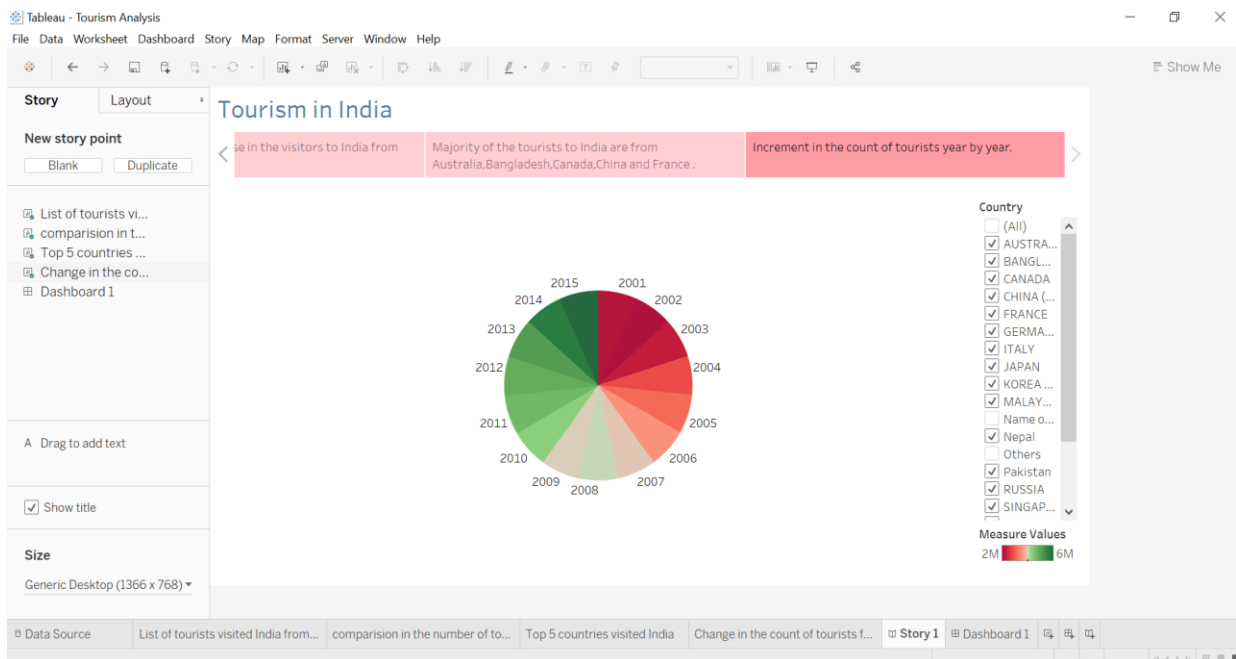 Tableau - Tourism Analysis
File Data Worksheet Dashboard Story Map Format Server Window Help
Show Me
Story Layout
New story point
Blank Duplicate
List of tourists vi...
comparision in t...
Top 5 countries ...
Change in the co...
Dashboard 1
A Drag to add text
Show title
Size
Generic Desktop (1366 x 768)
Tourism in India
se in the visitors to India from
Majority of the tourists to India are from
Australia,Bangladesh,Canada,China and France .
Increment in the count of tourists year by year.
2001
2002
2003
2004
2005
2006
2007
2008
2009
2010
2011
2012
2013
2014
2015
Country
(All)
AUSTRA...
BANGL...
CANADA
CHINA (...
FRANCE
GERMA...
ITALY
JAPAN
KOREA ...
MALAY...
Name o...
Nepal
Others
Pakistan
RUSSIA
SINGAP...
Measure Values
2M 6M
Data Source List of tourists visited India from... comparision in the number of to... Top 5 countries visited India Change in the count of tourists f... Story 1 Dashboard 1